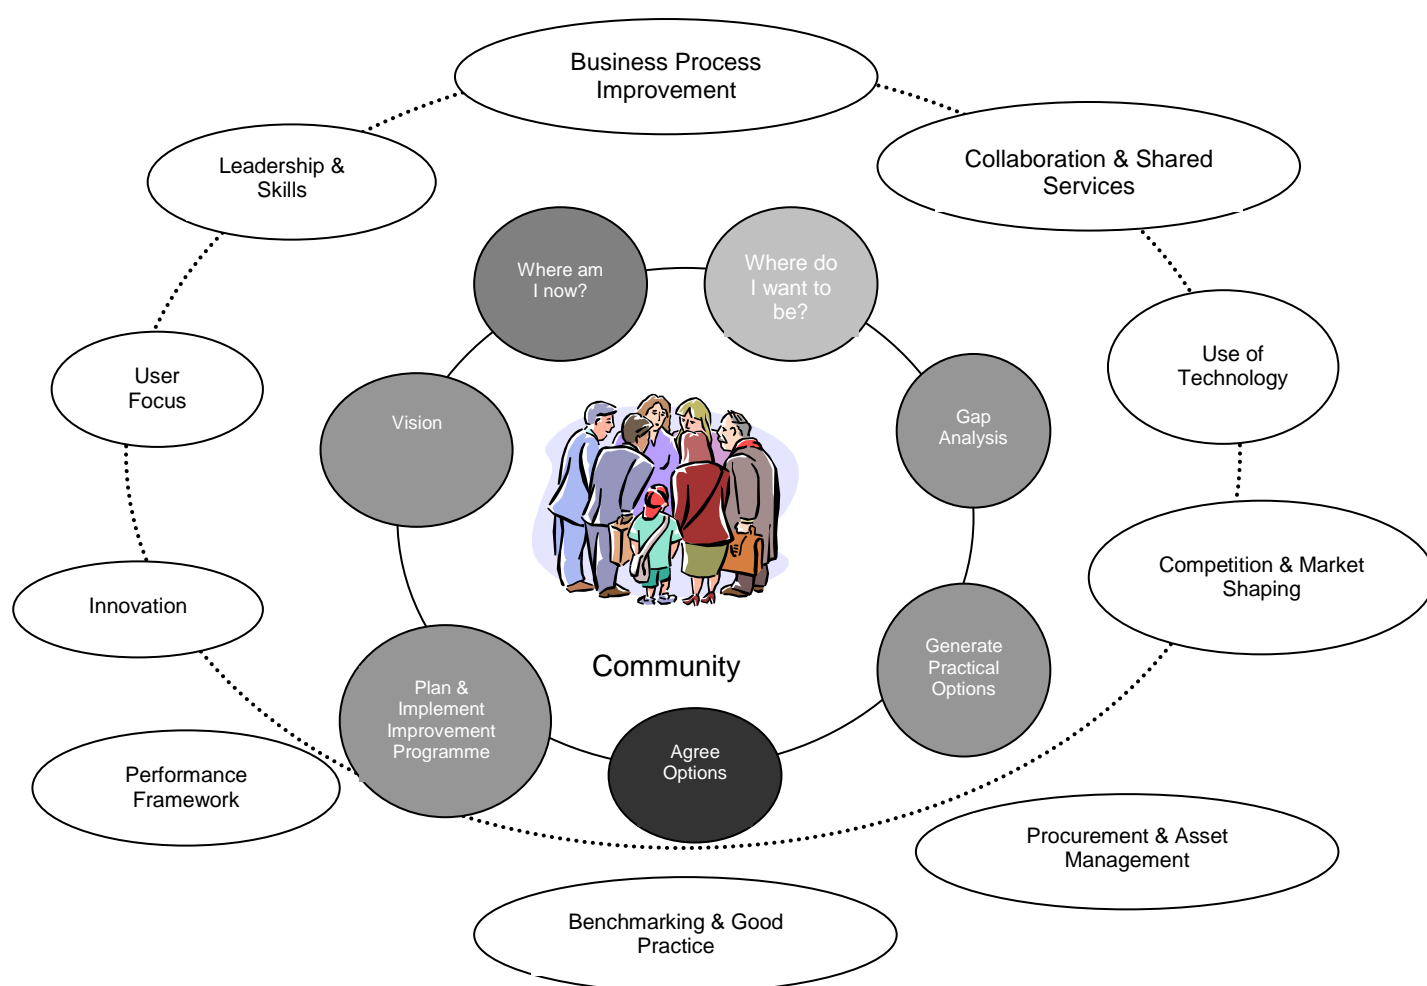 Business Process
Improvement
Collaboration & Shared
Services
Leadership &
Skills
Where am
I now?
Where do
I want to
be?
User
Focus
Use of
Technology
Vision
Gap
Analysis
Competition & Market
Shaping
Innovation
Generate
Practical
Options
Community
Plan &
Implement
Improvement
Programme
Agree
Options
Performance
Framework
Procurement & Asset
Management
Benchmarking & Good
Practice